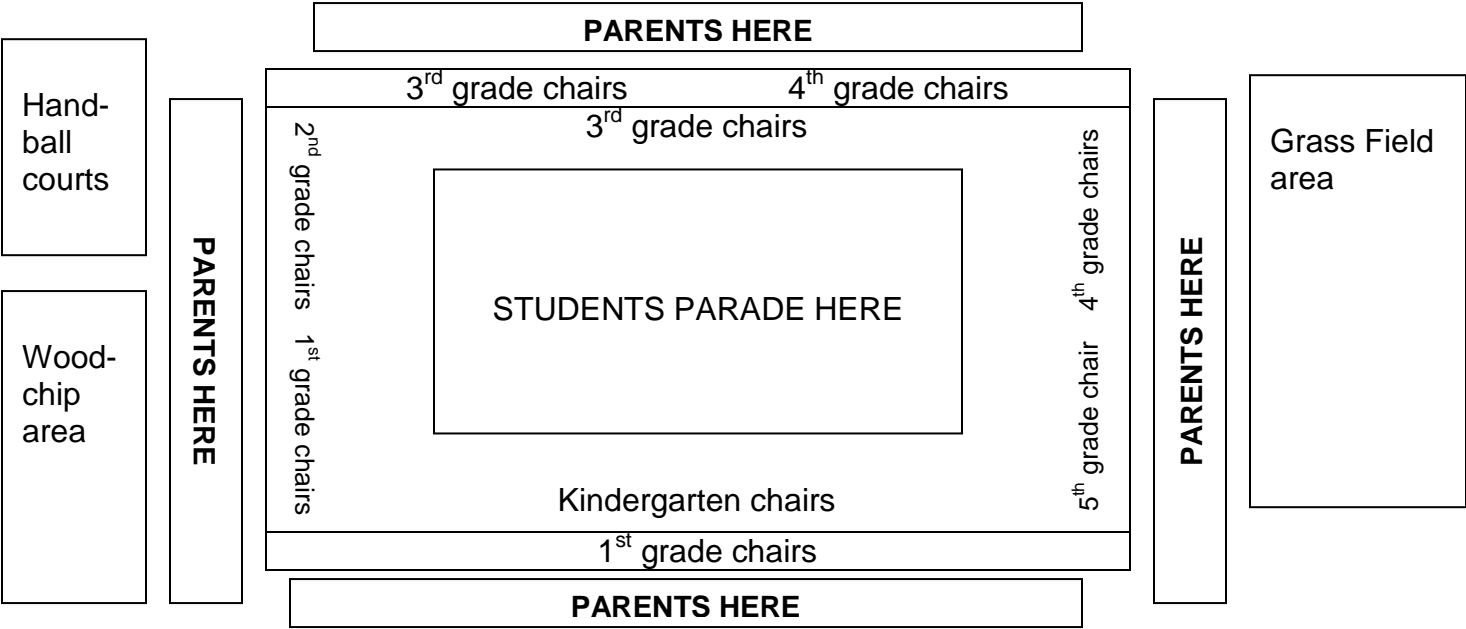 PARENTS HERE
3rd grade chairs 4th grade chairs
3rd grade chairs
Hand-
ball
courts
Wood-
chip
area
PARENTS HERE
2nd grade chairs 1st grade chairs
STUDENTS PARADE HERE
Kindergarten chairs
5th grade chair 4th grade chairs
PARENTS HERE
Grass Field
area
1st grade chairs
PARENTS HERE